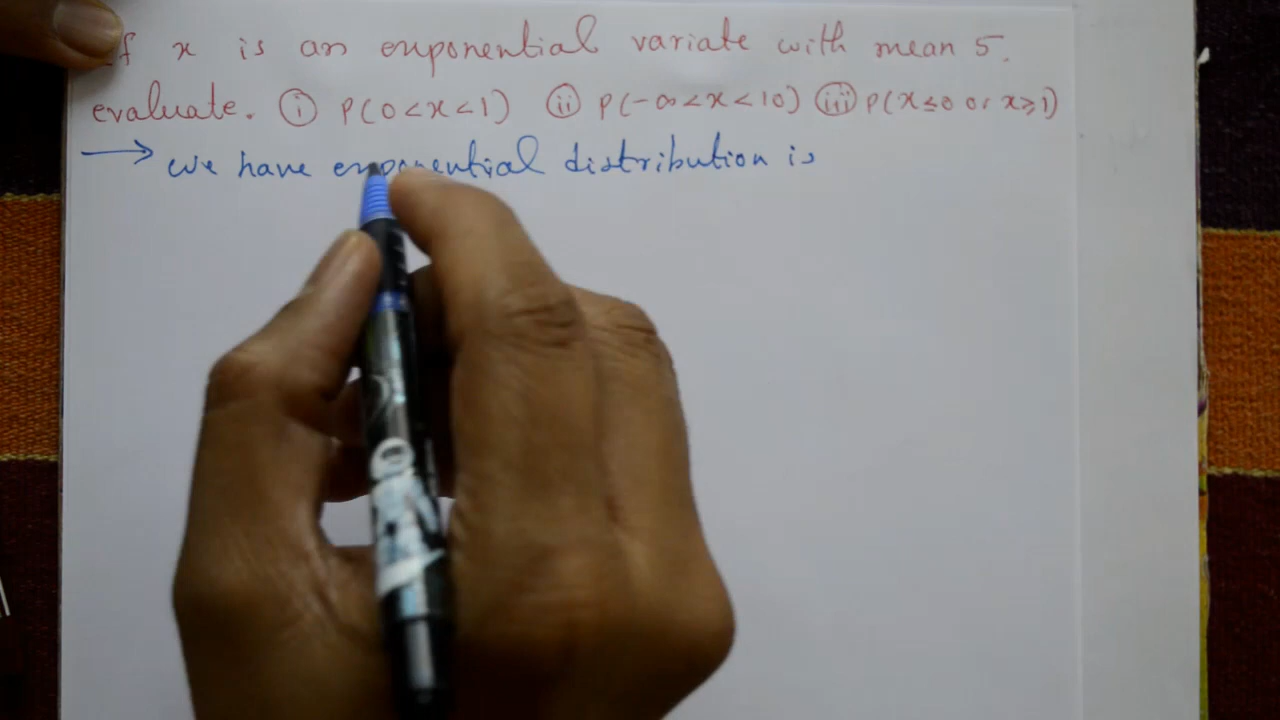 If x is an exponential variate with mean 5.
evaluate. (i) P(0<x<1) (ii) P(-∞<x<10) (iii) P(x≤0 or x≥1)
→ we have exponential distribution is